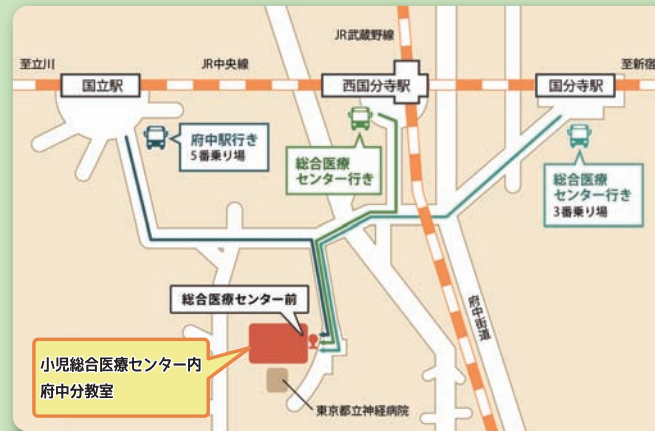 JR武蔵野線
至立川
JR中央線
至新宿
国立駅
西国分寺駅
国分寺駅
府中駅行き
5番乗り場
総合医療
センター行き
総合医療
センター行き
3番乗り場
総合医療センター前
府中街道
小児総合医療センター内
府中分教室
東京都立神経病院